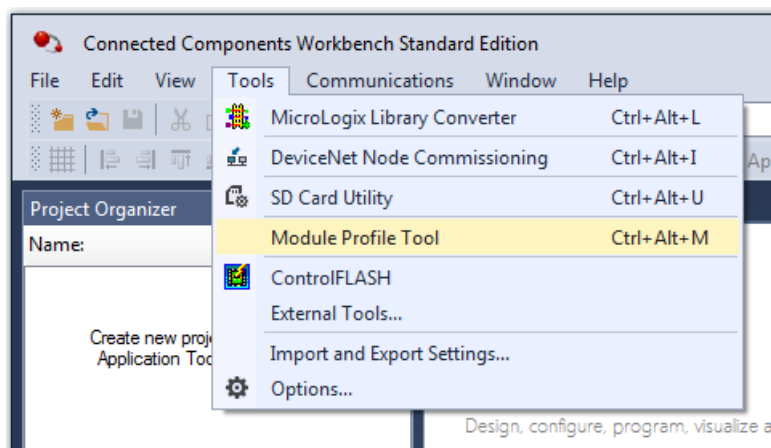 Connected Components Workbench Standard Edition
File Edit View Tools Communications Window Help
MicroLogix Library Converter Ctrl+Alt+L
DeviceNet Node Commissioning Ctrl+Alt+I
SD Card Utility Ctrl+Alt+U
Project Organizer
Module Profile Tool Ctrl+Alt+M
Name:
ControlFLASH
External Tools...
Create new
Import and Export Settings...
Application
Options...
Design, configure, program, visualize